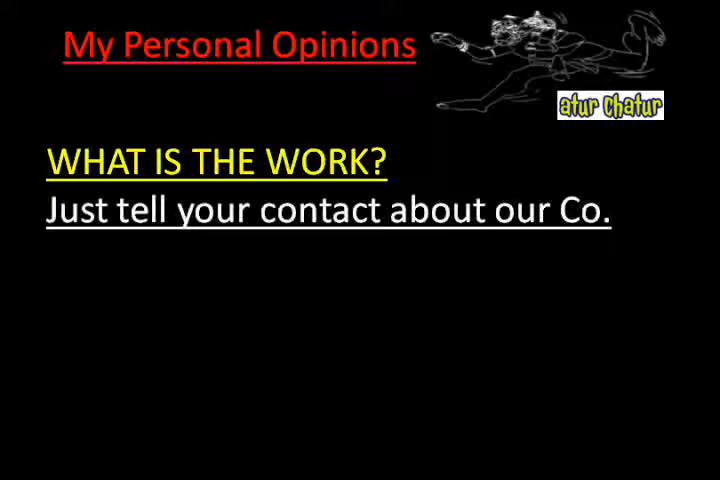 My Personal Opinions
atur Chatur
WHAT IS THE WORK?
Just tell your contact about our Co.